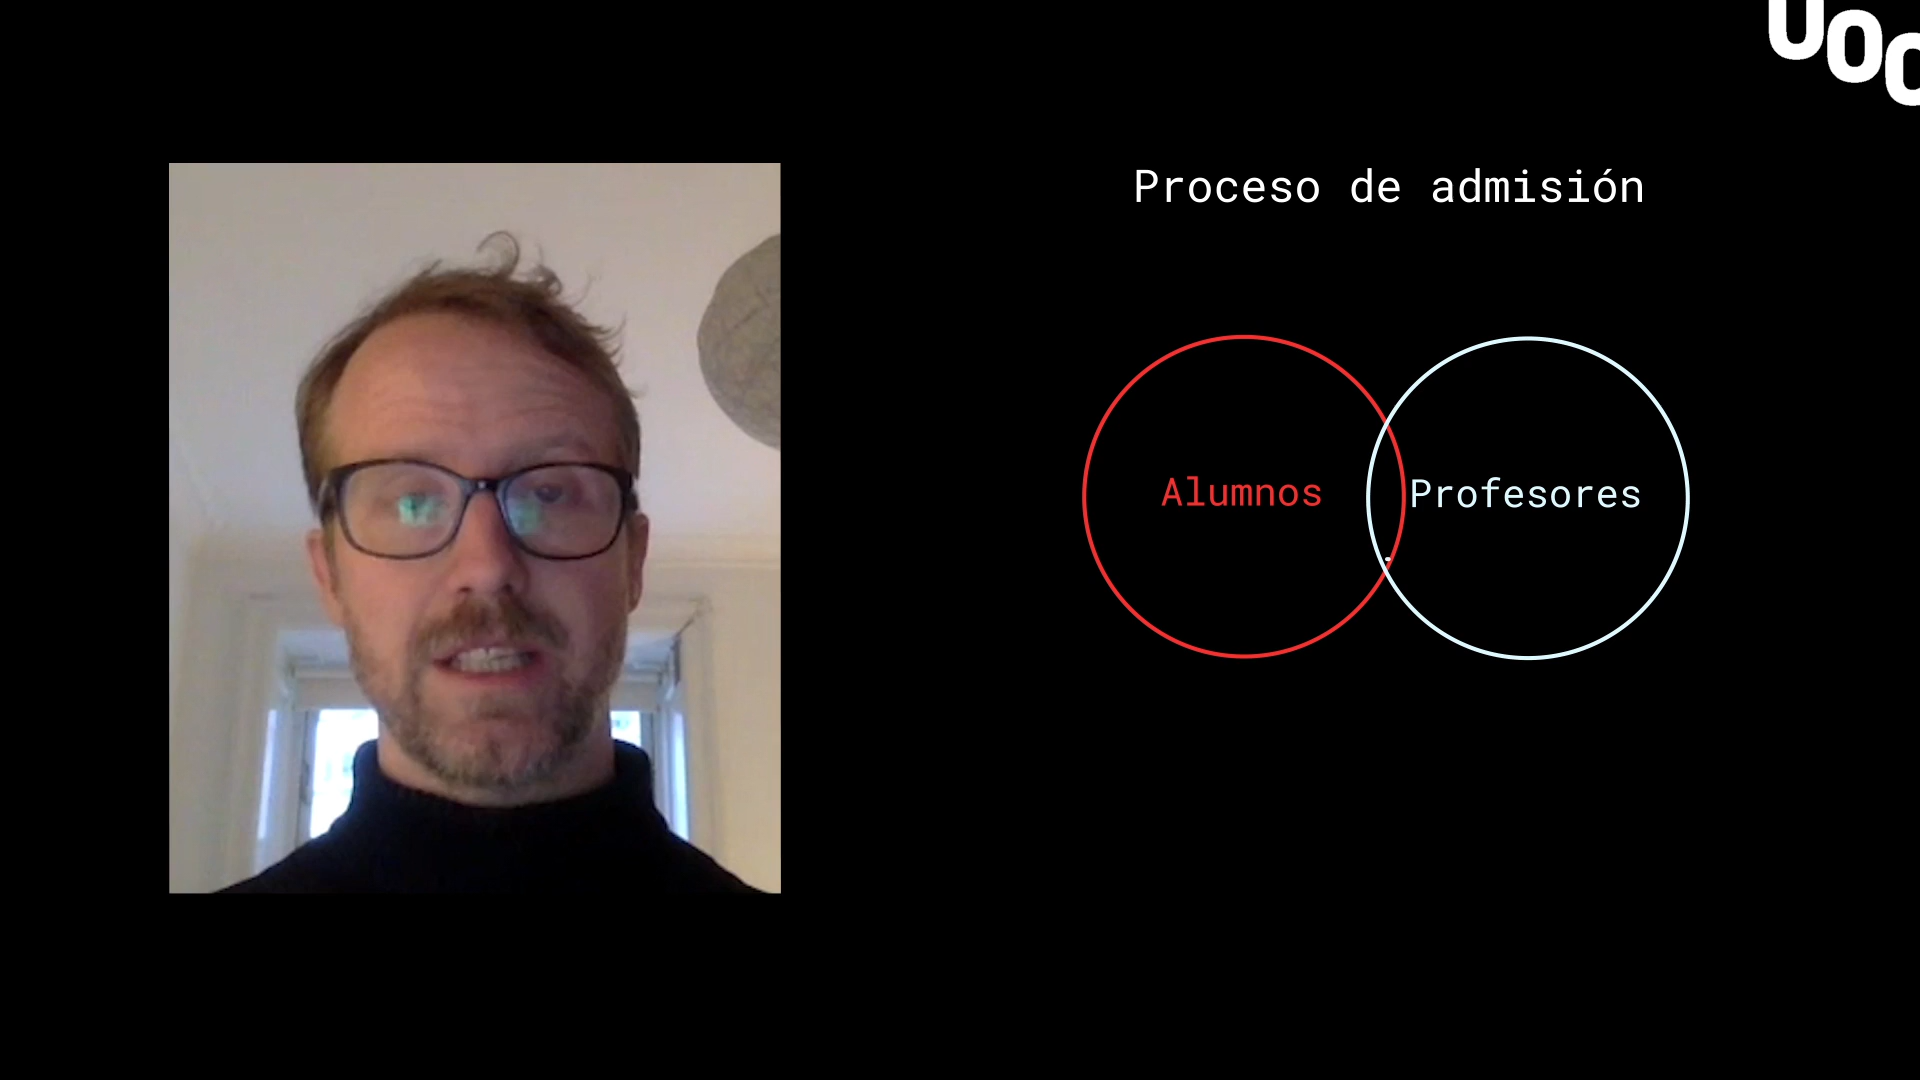 UOC
Proceso de admisión
Alumnos
Profesores